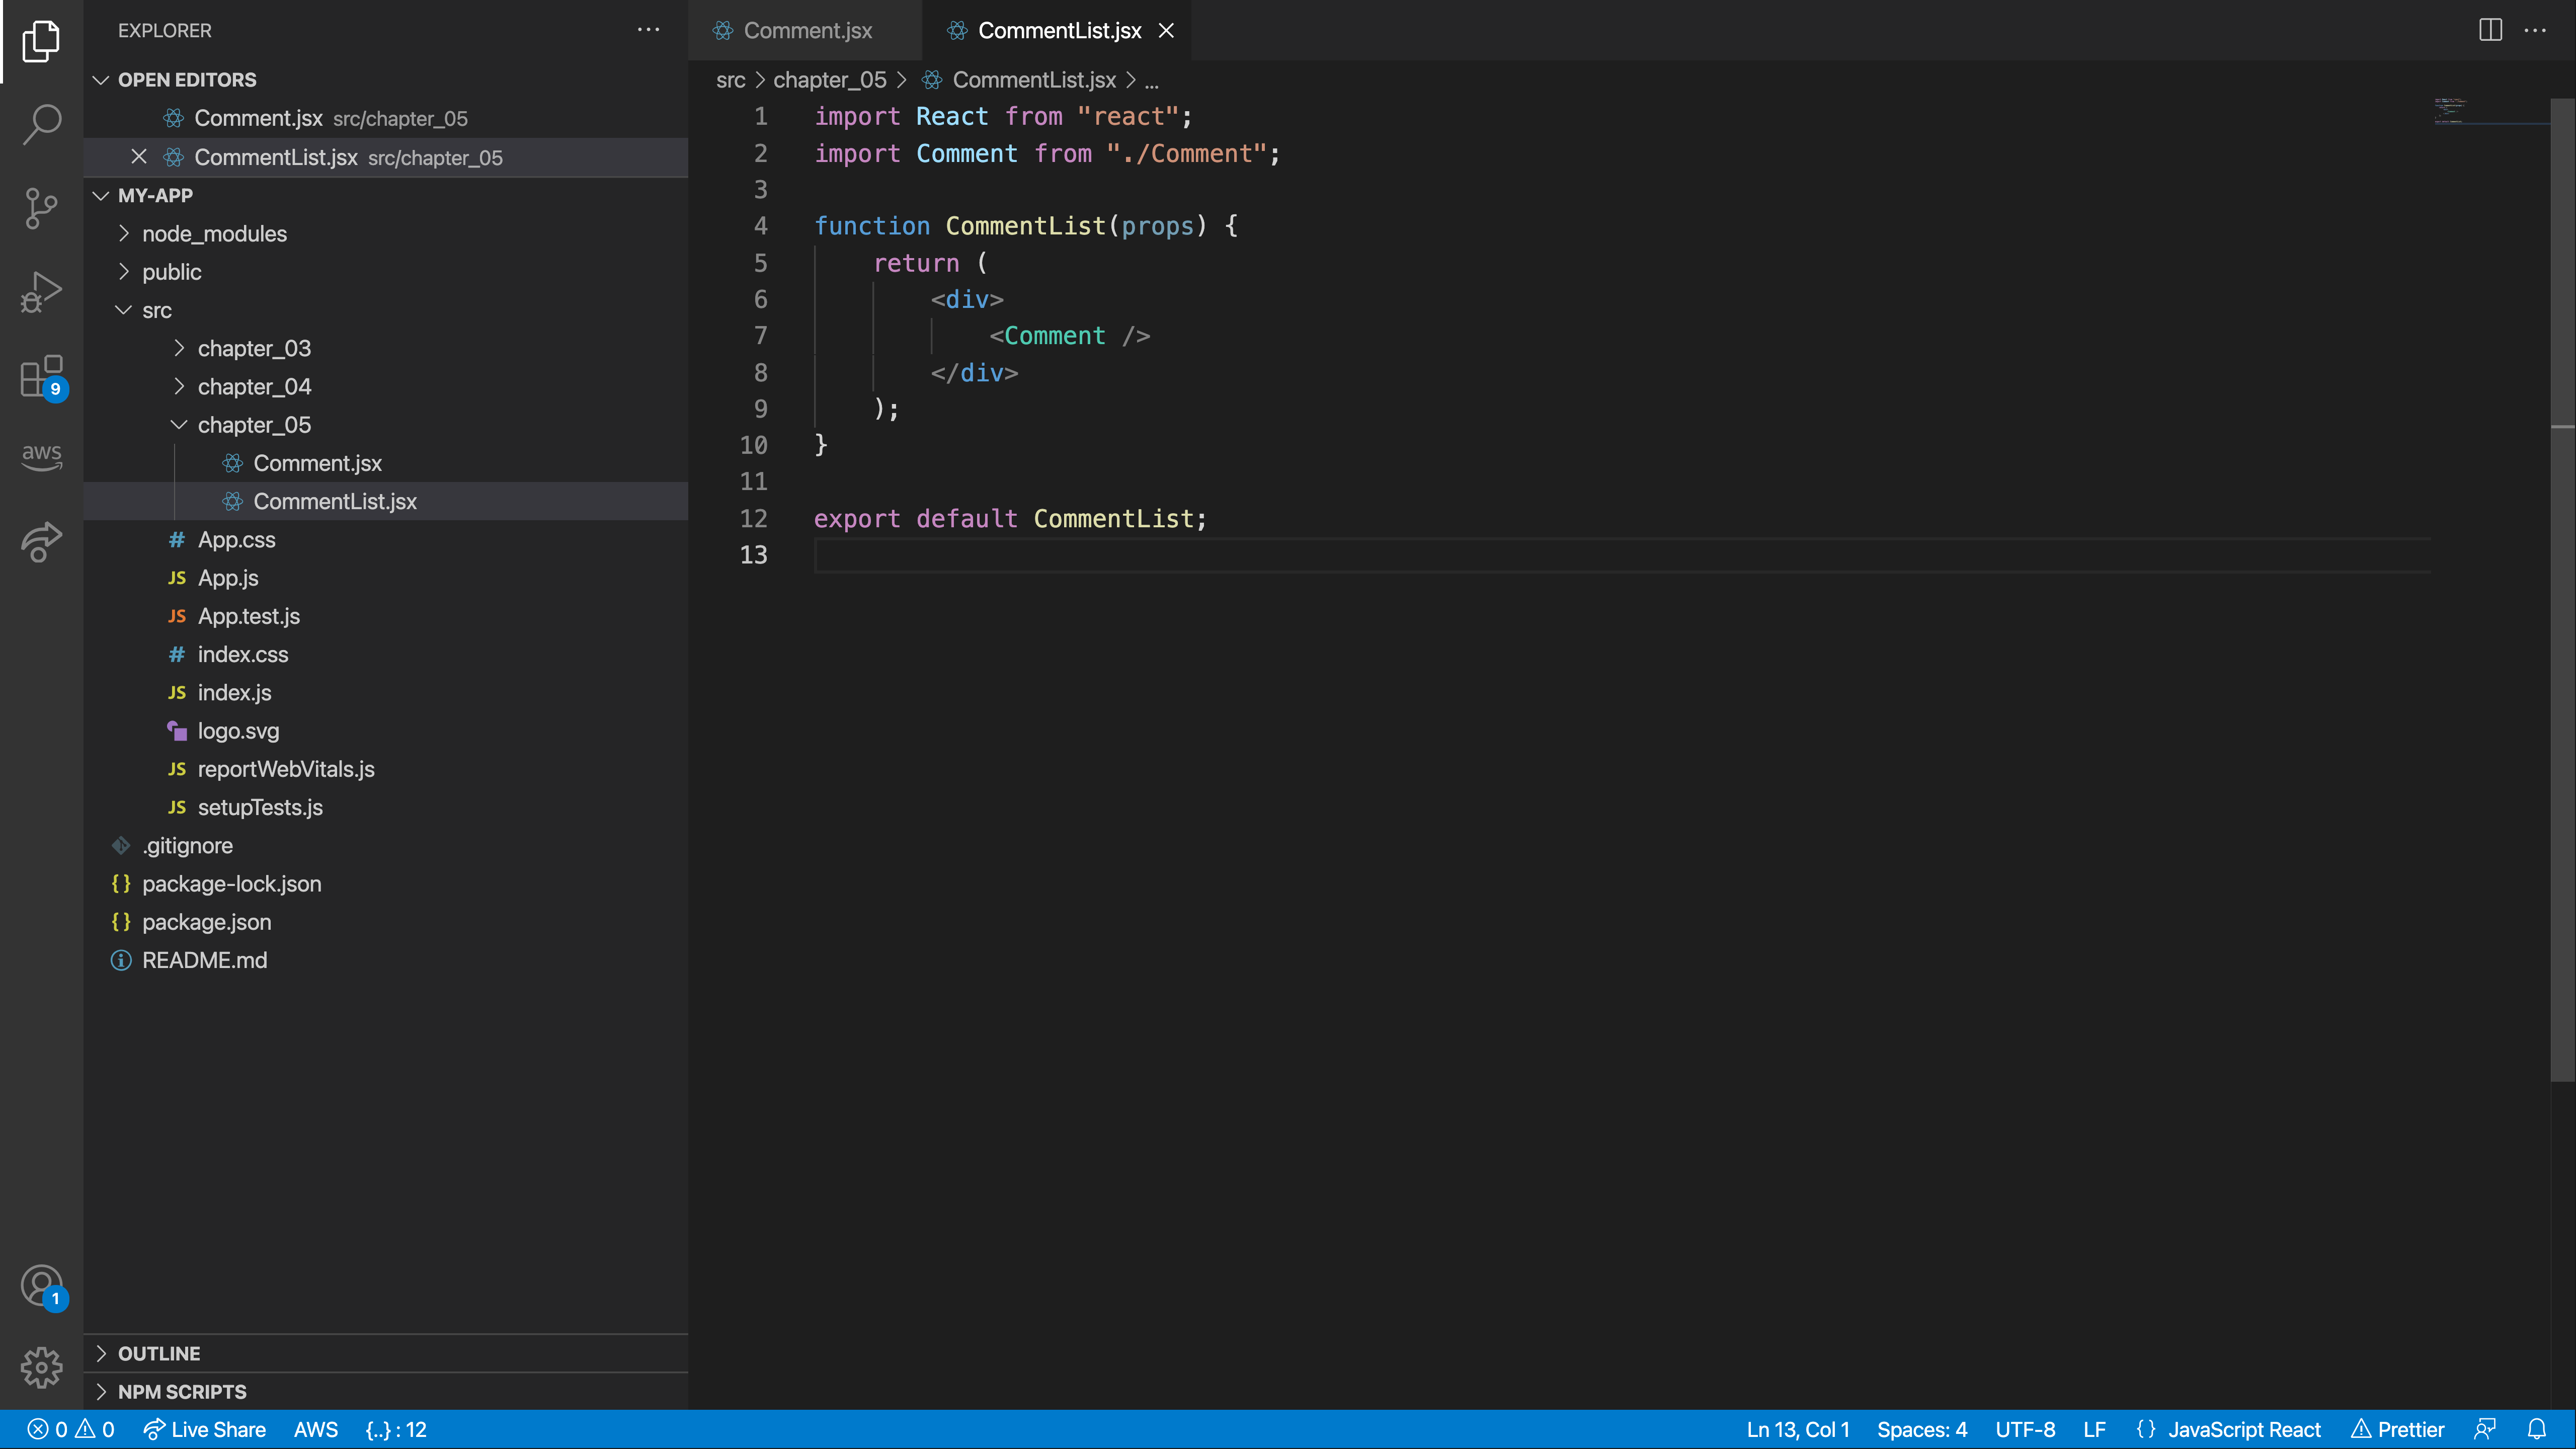 EXPLORER
OPEN EDITORS
Comment.jsx src/chapter_05
CommentList.jsx src/chapter_05
MY-APP
node_modules
public
src
chapter_03
chapter_04
chapter_05
Comment.jsx
CommentList.jsx
# App.css
JS App.js
JS App.test.js
# index.css
JS index.js
logo.svg
JS reportWebVitals.js
JS setupTests.js
.gitignore
{} package-lock.json
{} package.json
README.md
OUTLINE
NPM SCRIPTS
9
aws
1
Comment.jsx
CommentList.jsx
src > chapter_05 > CommentList.jsx > ...
1 import React from "react";
2 import Comment from "./Comment";
3
4 function CommentList(props) {
5 return (
6 <div>
7 <Comment />
8 </div>
9 );
10 }
11
12 export default CommentList;
13
0 0 Live Share AWS {..} : 12
Ln 13, Col 1 Spaces: 4 UTF-8 LF {} JavaScript React Prettier